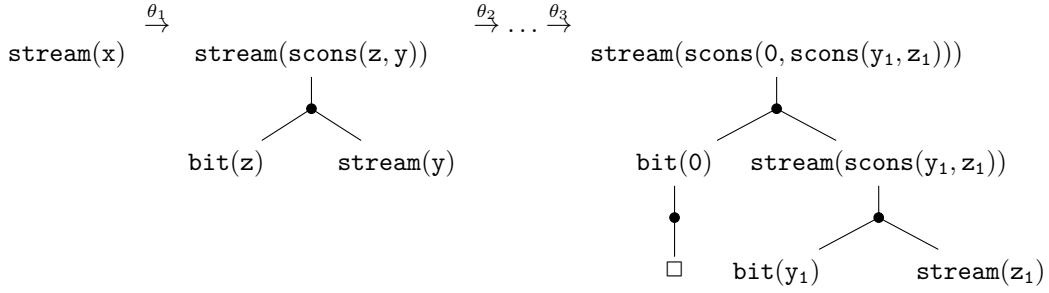 θ₁ → θ₂ → … θ₃ →
stream(x) stream(scons(z, y)) stream(scons(0, scons(y₁, z₁)))
bit(z) stream(y) bit(0) stream(scons(y₁, z₁))
□ bit(y₁) stream(z₁)